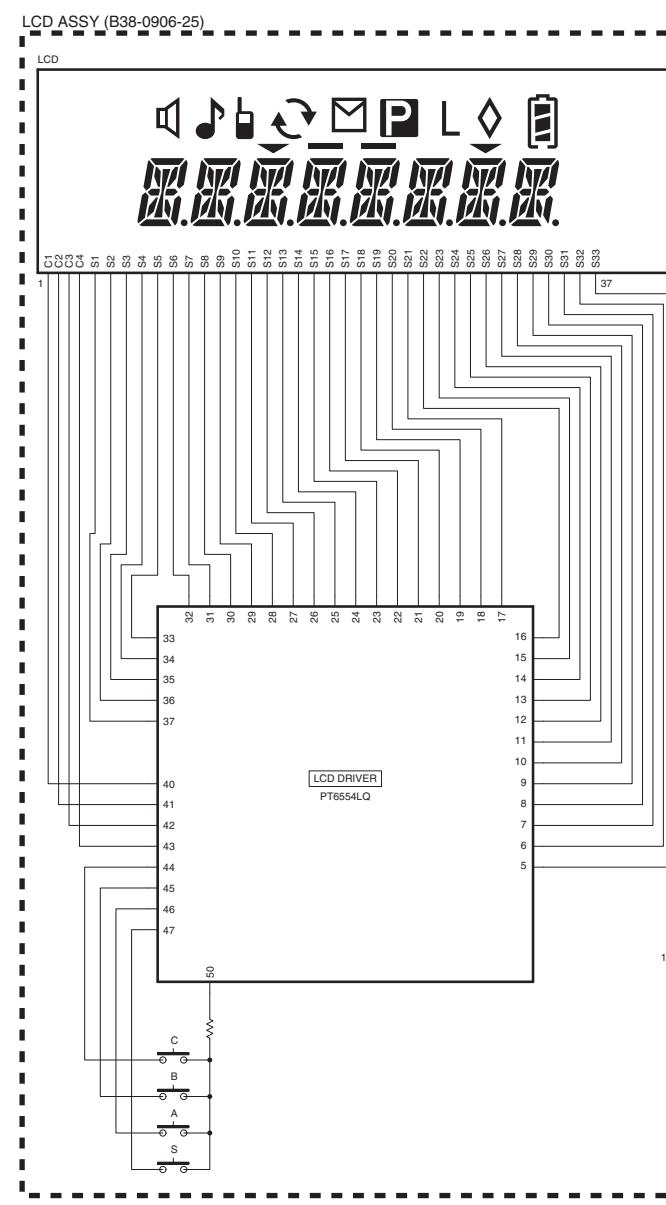 LCD ASSY (B38-0906-25)
LCD
P L
C1 C2 C3 C4 S1 S2 S3 S4 S5 S6 S7 S8 S9 S10 S11 S12 S13 S14 S15 S16 S17 S18 S19 S20 S21 S22 S23 S24 S25 S26 S27 S28 S29 S30 S31 S32 S33
1 37
32 31 30 29 28 27 26 25 24 23 22 21 20 19 18 17
33 16
34 15
35 14
36 13
37 12
11
10
LCD DRIVER
40 9
PT6554LQ
41 8
42 7
43 6
44 5
45
46
47
1
50
C
B
A
S